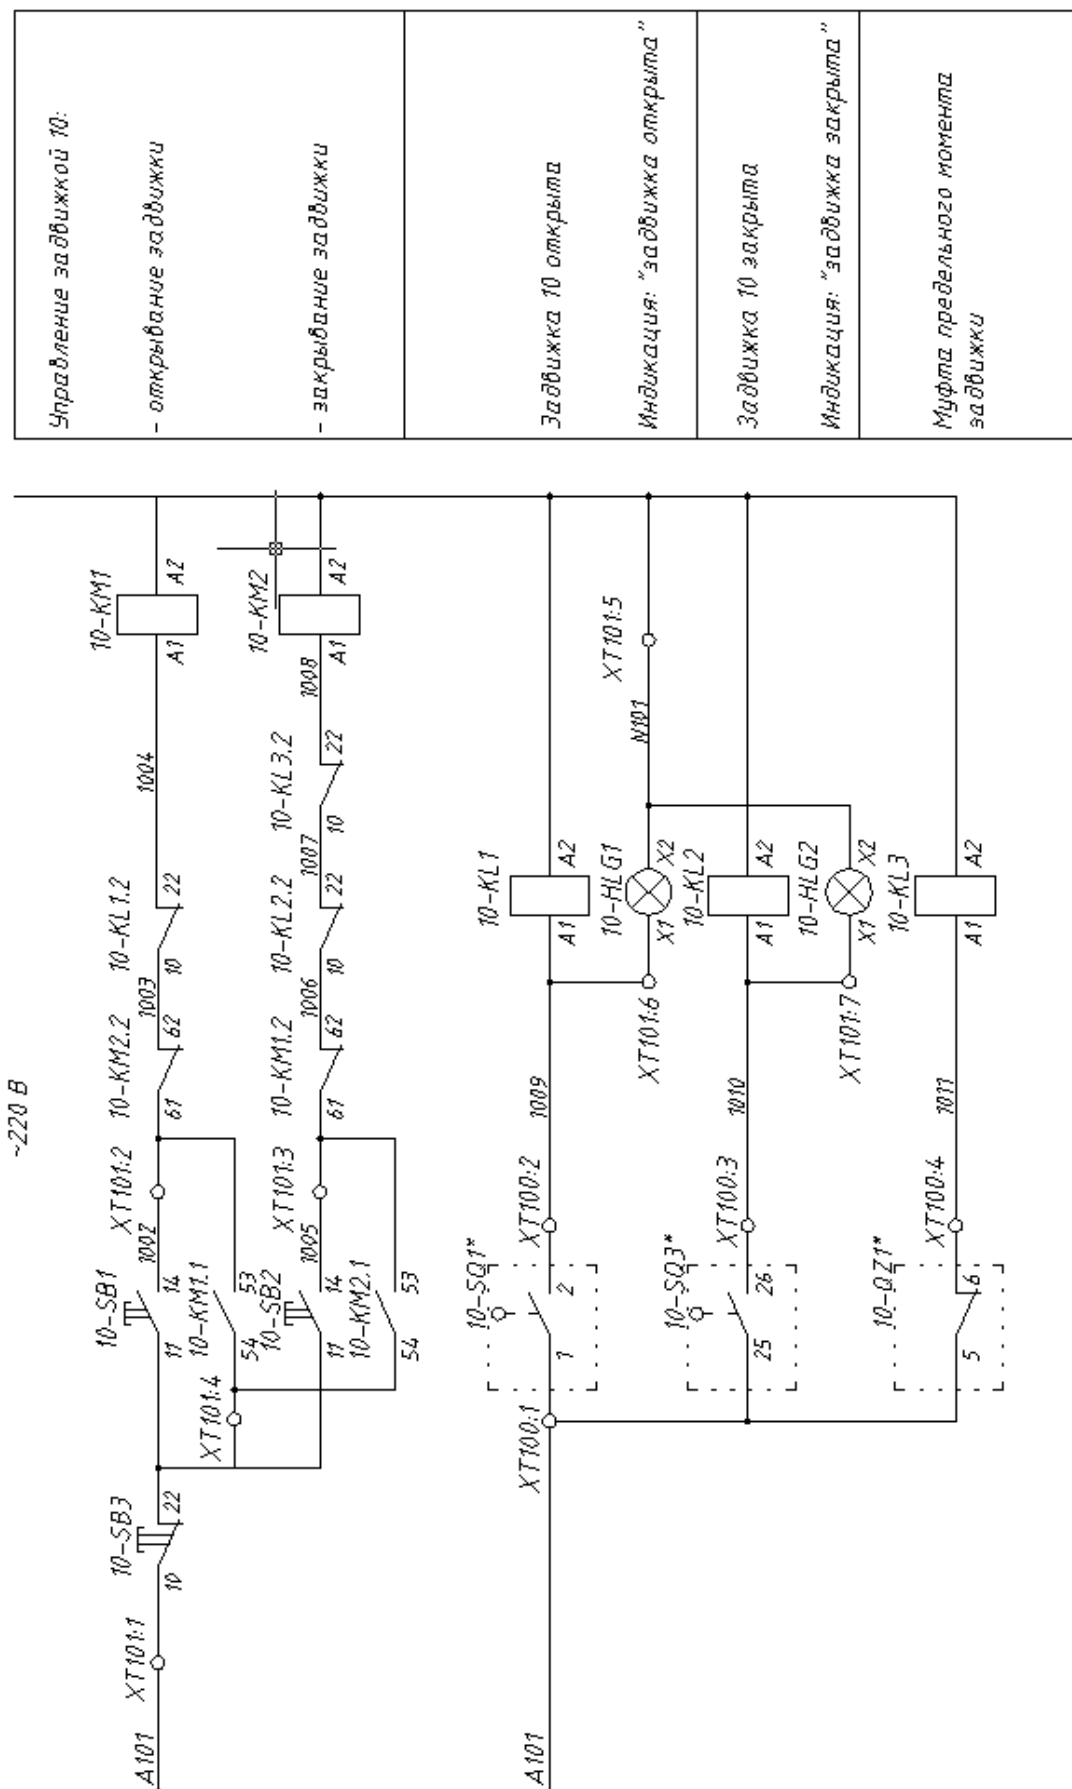 ~220 В
A101
XT101:1
10-SB3
10
22
10-SB1
11
14
1002
XT101:2
10-KM2.2
61
62
1003
10-KL1.2
10
22
1004
10-KM1
A1
A2
Управление задвижкой 10:
- открывание задвижки
XT101:4
10-KM1.1
54
53
10-SB2
11
14
1005
XT101:3
10-KM1.2
61
62
1006
10-KL2.2
10
22
1007
10-KL3.2
10
22
1008
10-KM2
A1
A2
- закрывание задвижки
10-KM2.1
54
53
A101
XT100:1
10-SQ1*
1
2
XT100:2
1009
10-KL1
A1
A2
Задвижка 10 открыта
XT101:6
10-HLG1
X1
X2
N101
XT101:5
Индикация: "задвижка открыта"
10-SQ3*
25
26
XT100:3
1010
10-KL2
A1
A2
Задвижка 10 закрыта
XT101:7
10-HLG2
X1
X2
Индикация: "задвижка закрыта"
10-QZ1*
5
6
XT100:4
1011
10-KL3
A1
A2
Муфта предельного момента
задвижки